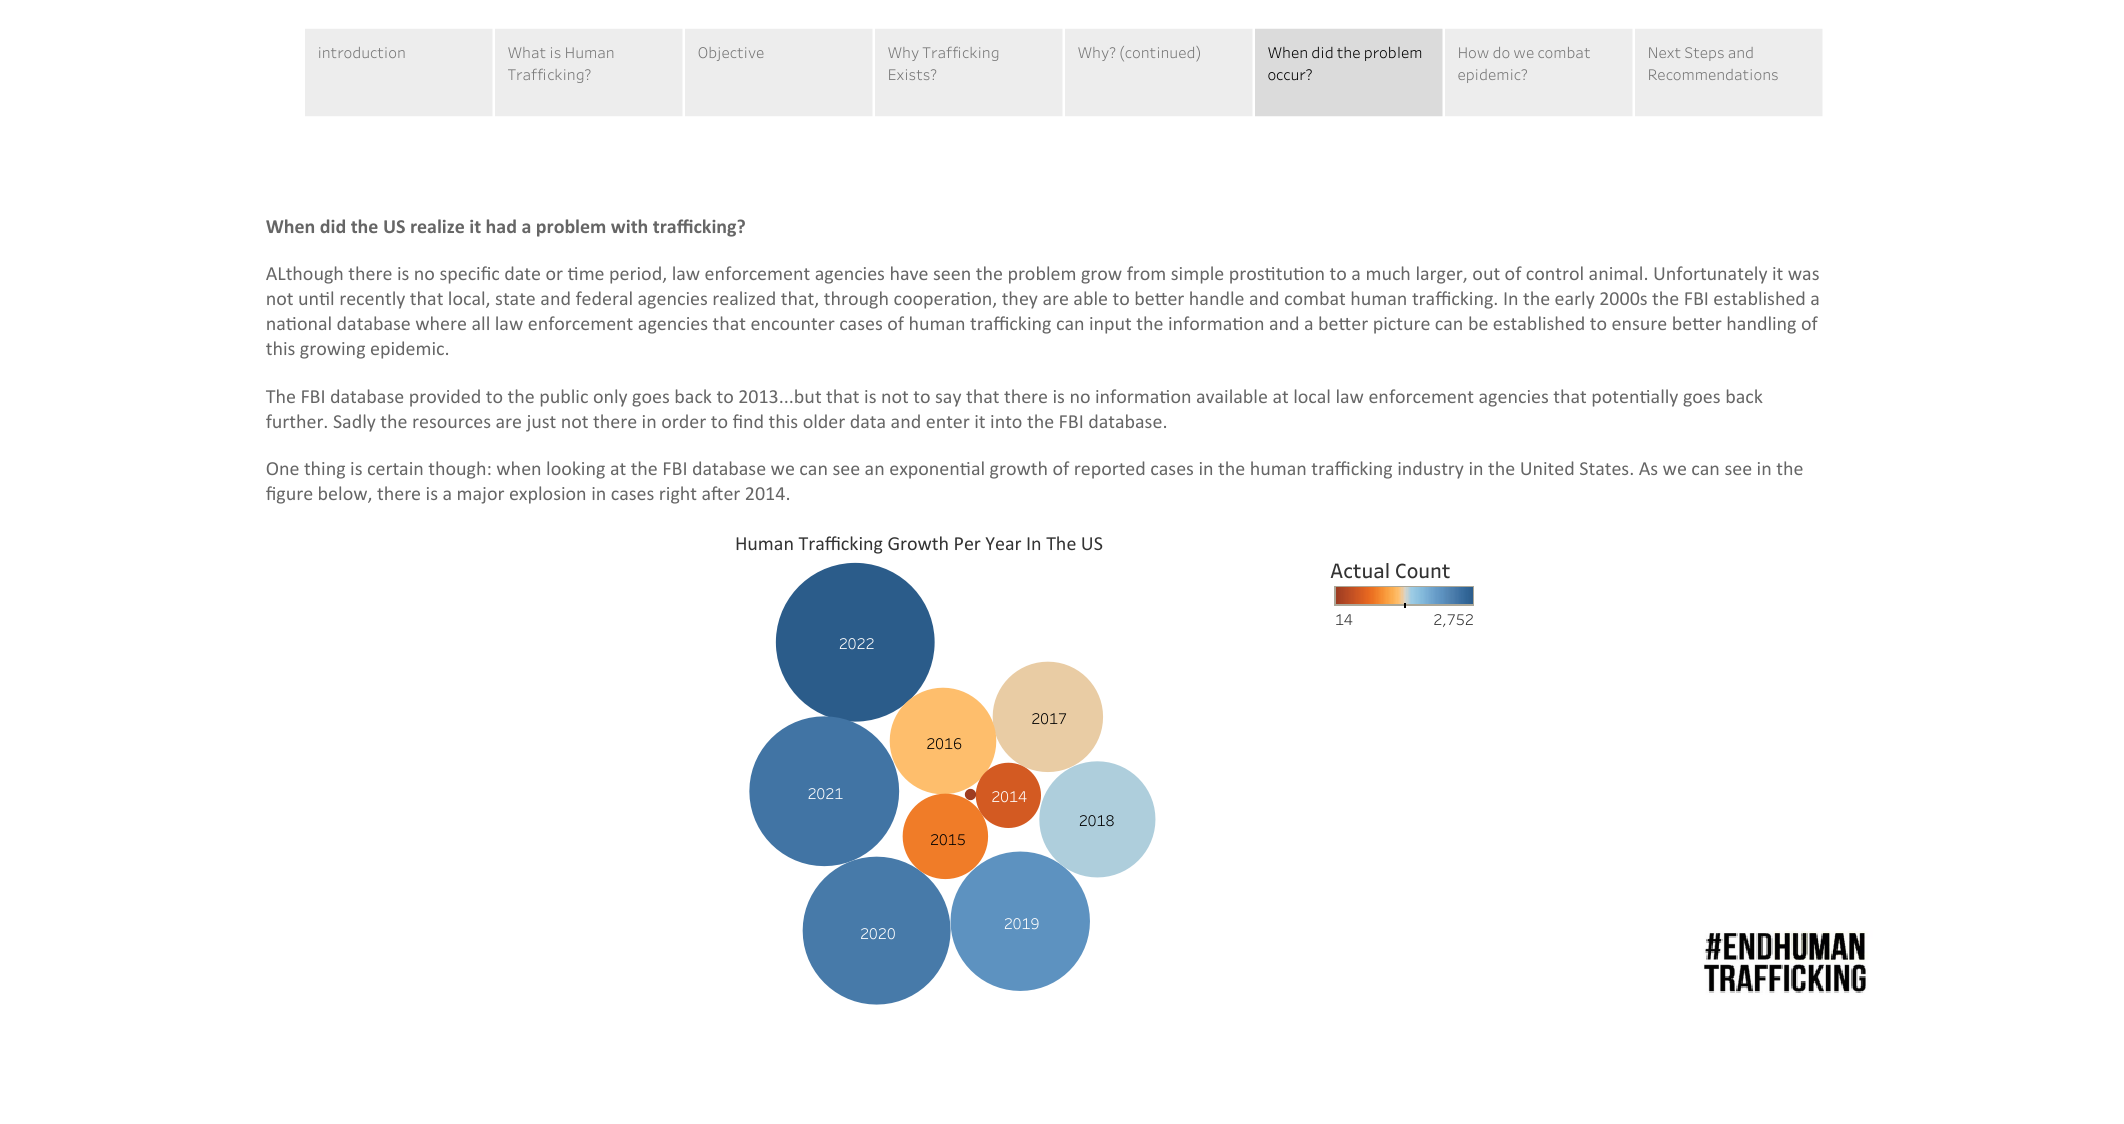 introduction
What is Human
Trafficking?
Objective
Why Trafficking
Exists?
Why? (continued)
When did the problem
occur?
How do we combat
epidemic?
Next Steps and
Recommendations
When did the US realize it had a problem with trafficking?
ALthough there is no specific date or time period, law enforcement agencies have seen the problem grow from simple prostitution to a much larger, out of control animal. Unfortunately it was
not until recently that local, state and federal agencies realized that, through cooperation, they are able to better handle and combat human trafficking. In the early 2000s the FBI established a
national database where all law enforcement agencies that encounter cases of human trafficking can input the information and a better picture can be established to ensure better handling of
this growing epidemic.
The FBI database provided to the public only goes back to 2013...but that is not to say that there is no information available at local law enforcement agencies that potentially goes back
further. Sadly the resources are just not there in order to find this older data and enter it into the FBI database.
One thing is certain though: when looking at the FBI database we can see an exponential growth of reported cases in the human trafficking industry in the United States. As we can see in the
figure below, there is a major explosion in cases right after 2014.
Human Trafficking Growth Per Year In The US
Actual Count
14 2,752
2022
2017
2016
2021
2014
2018
2015
2019
2020
#ENDHUMAN
TRAFFICKING